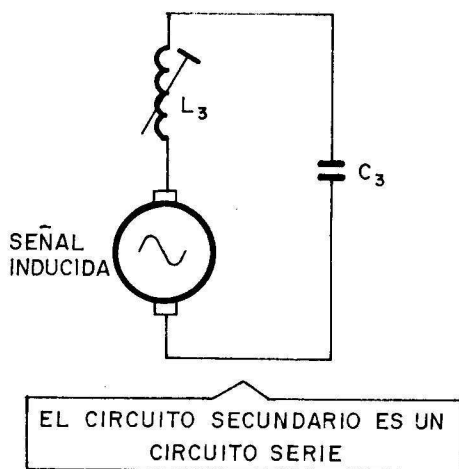 L3
C3
SEÑAL
INDUCIDA
EL CIRCUITO SECUNDARIO ES UN
CIRCUITO SERIE